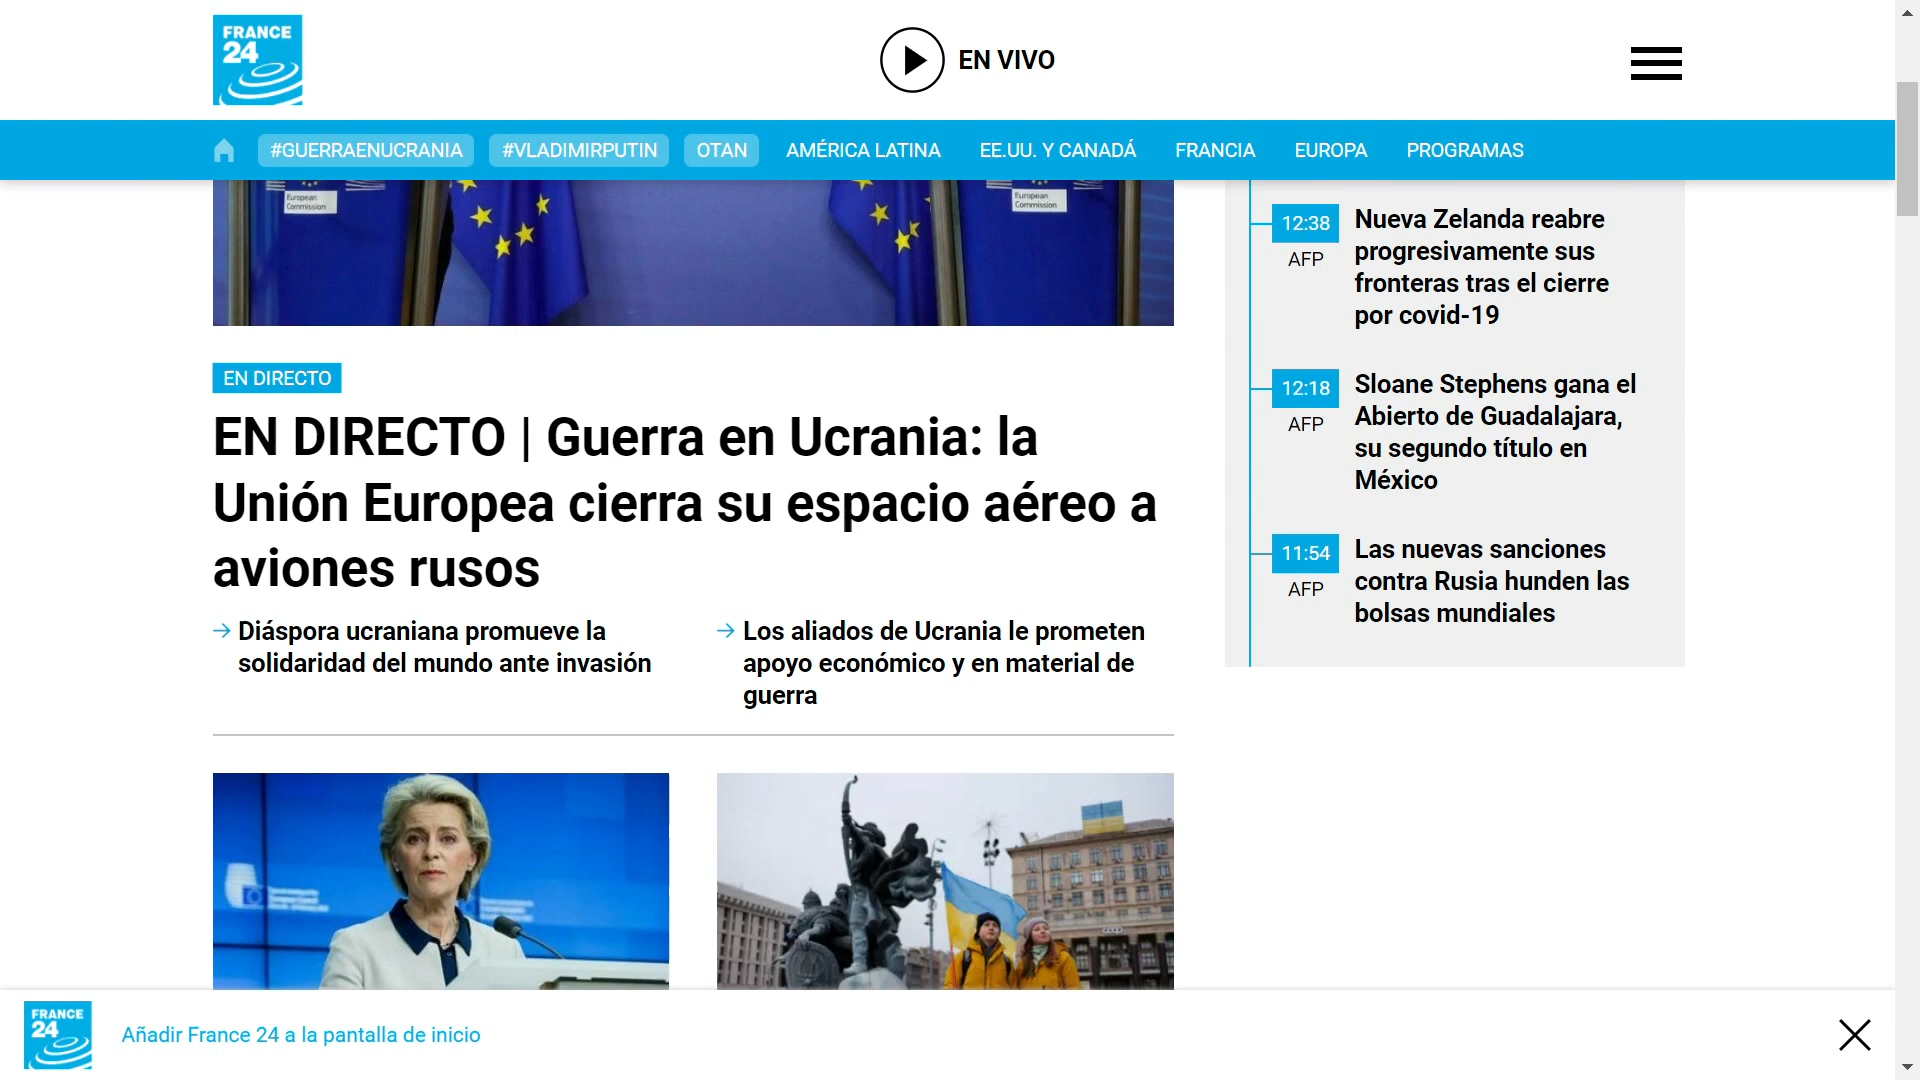 FRANCE
24
EN VIVO
#GUERRAENUCRANIA
#VLADIMIRPUTIN
OTAN
AMÉRICA LATINA
EE.UU. Y CANADÁ
FRANCIA
EUROPA
PROGRAMAS
European
Commission
European
Commission
EN DIRECTO
EN DIRECTO | Guerra en Ucrania: la
Unión Europea cierra su espacio aéreo a
aviones rusos
Diáspora ucraniana promueve la
solidaridad del mundo ante invasión
Los aliados de Ucrania le prometen
apoyo económico y en material de
guerra
12:38
AFP
Nueva Zelanda reabre
progresivamente sus
fronteras tras el cierre
por covid-19
12:18
AFP
Sloane Stephens gana el
Abierto de Guadalajara,
su segundo título en
México
11:54
AFP
Las nuevas sanciones
contra Rusia hunden las
bolsas mundiales
FRANCE
24
Añadir France 24 a la pantalla de inicio